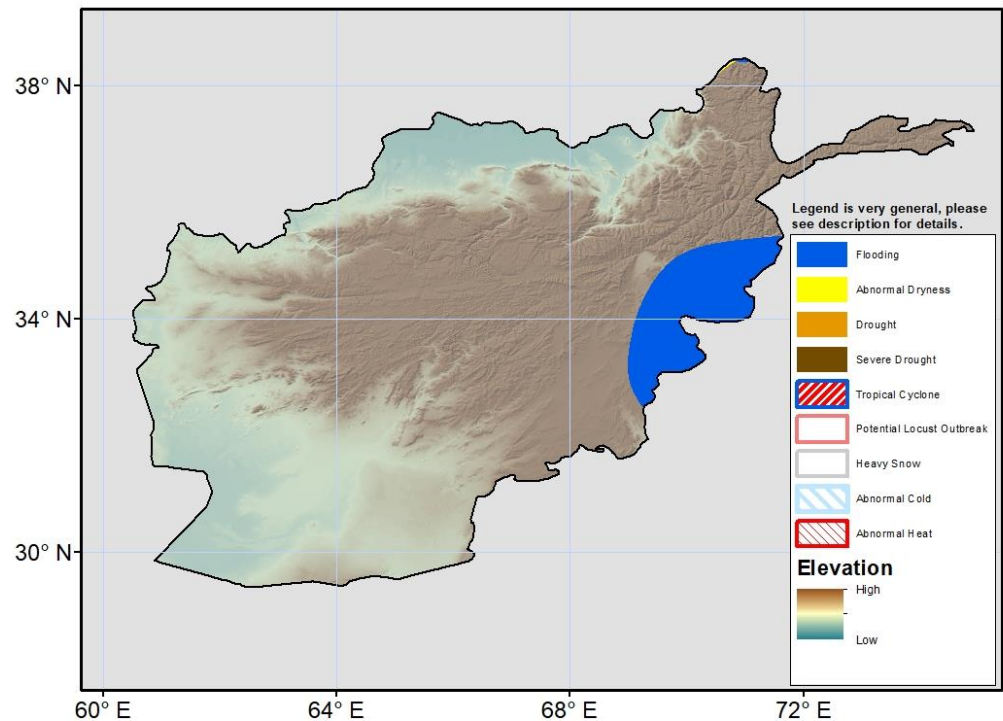 38° N
34° N
30° N
60° E
64° E
68° E
72° E
Legend is very general, please
see description for details.
Flooding
Abnormal Dryness
Drought
Severe Drought
Tropical Cyclone
Potential Locust Outbreak
Heavy Snow
Abnormal Cold
Abnormal Heat
Elevation
High
Low